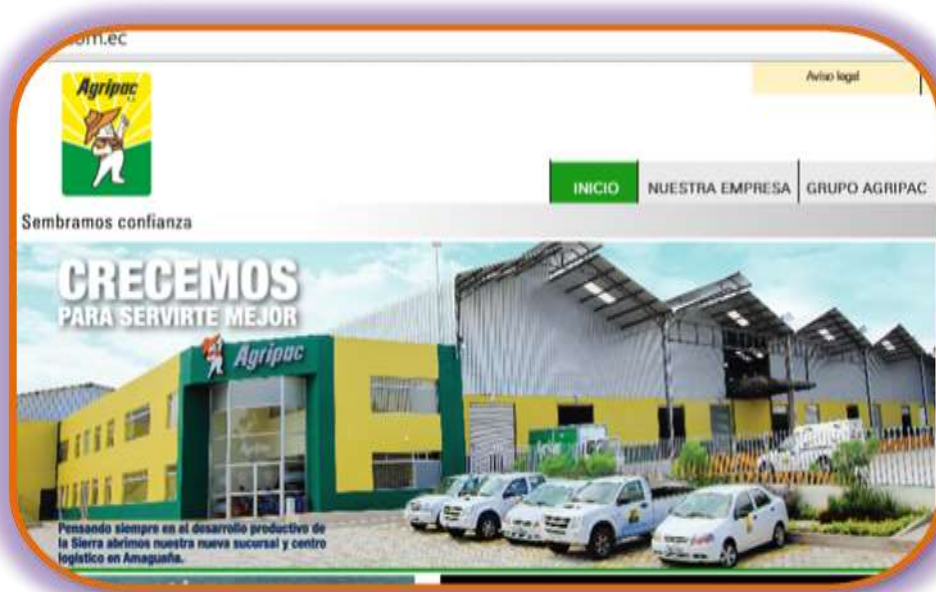 om.ec
Aviso legal
Agripac
INICIO
NUESTRA EMPRESA
GRUPO AGRIPAC
Sembramos confianza
CRECEMOS
PARA SERVIRTE MEJOR
Agripac
Pensando siempre en el desarrollo productivo de
la Sierra abrimos nuestra nueva sucursal y centro
logístico en Amaguaña.